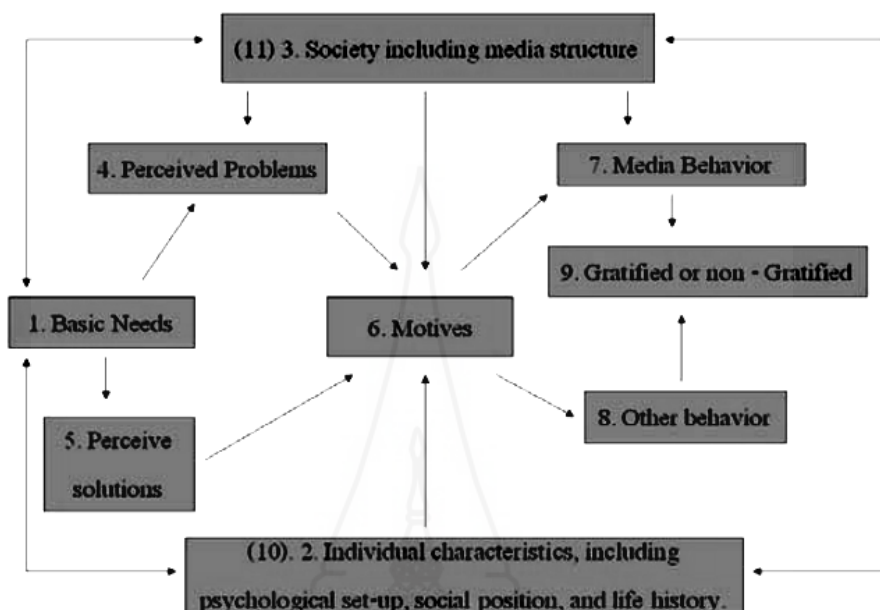 (11) 3. Society including media structure
4. Perceived Problems
7. Media Behavior
9. Gratified or non - Gratified
1. Basic Needs
6. Motives
8. Other behavior
5. Perceive
solutions
(10). 2. Individual characteristics, including
psychological set-up, social position, and life history.